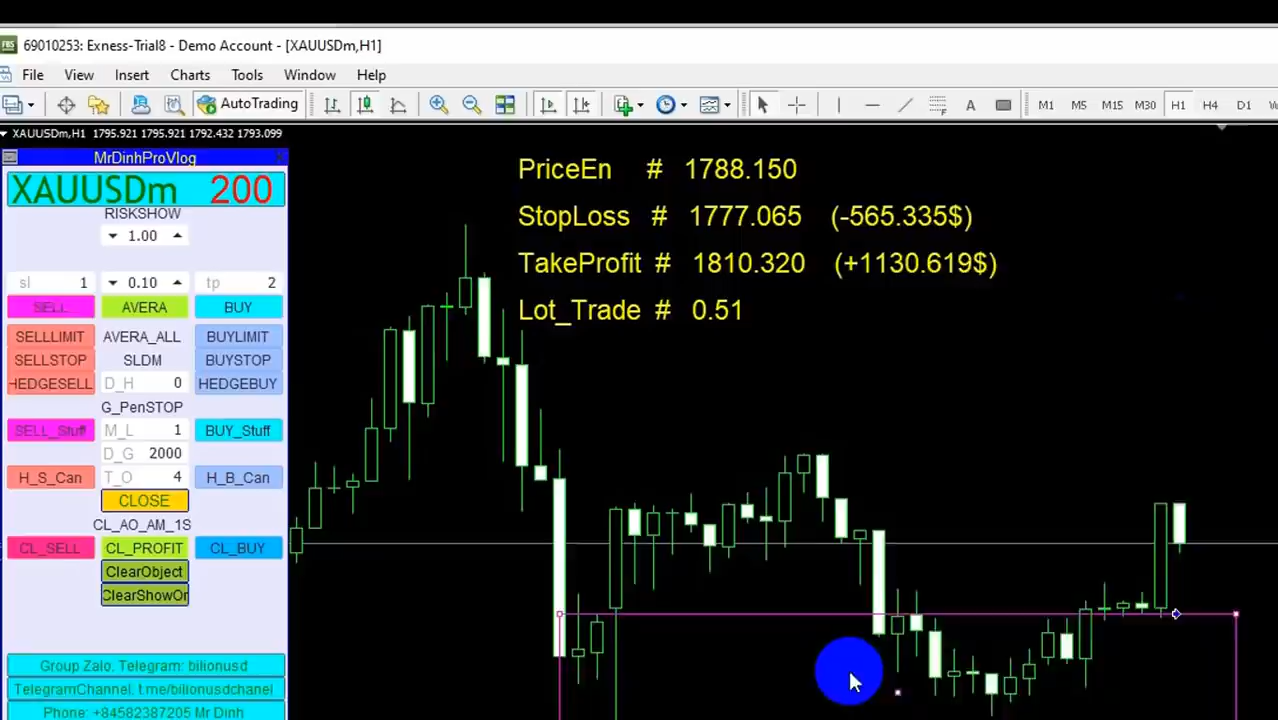 69010253: Exness-Trial8 - Demo Account - [XAUUSDm,H1]
File View Insert Charts Tools Window Help
AutoTrading A M1 M5 M15 M30 H1 H4 D1
XAUUSDm,H1 1795.921 1795.921 1792.432 1793.099
MrDinhProVlog
XAUUSDm 200
RISKSHOW
1.00
sl 1 0.10 tp 2
SELL AVERA BUY
SELLLIMIT AVERA_ALL BUYLIMIT
SELLSTOP SLDM BUYSTOP
HEDGESELL D_H 0 HEDGEBUY
G_PenSTOP
SELL_Stuff M_L 1 BUY_Stuff
D_G 2000
H_S_Can T_O 4 H_B_Can
CLOSE
CL_AO_AM_1S
CL_SELL CL_PROFIT CL_BUY
ClearObject
ClearShowOr
Group Zalo, Telegram: bilionusd
TelegramChannel. t.me/bilionusdchanel
Phone: +84582387205 Mr Dinh
PriceEn # 1788.150
StopLoss # 1777.065 (-565.335$)
TakeProfit # 1810.320 (+1130.619$)
Lot_Trade # 0.51